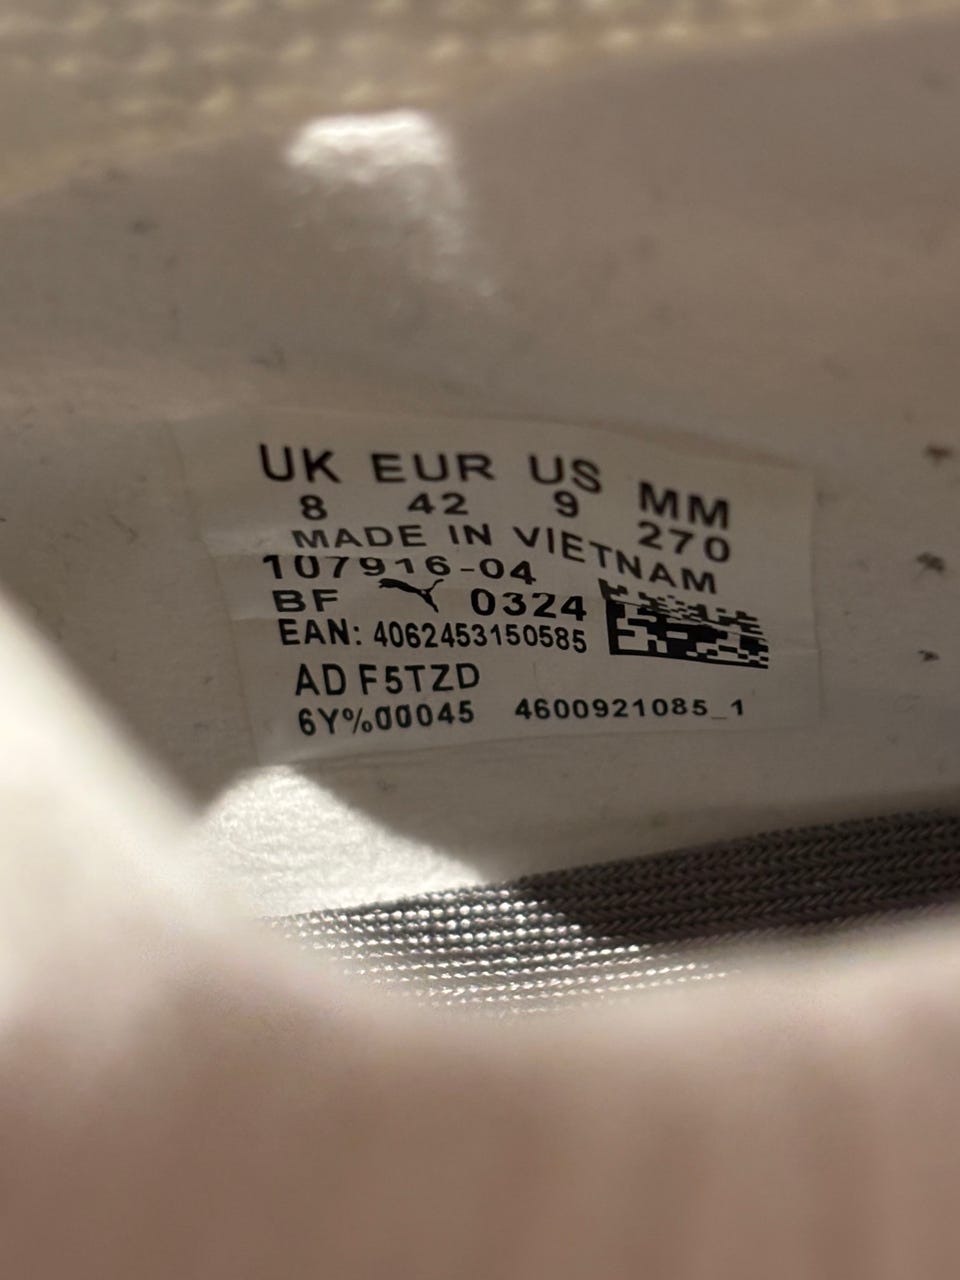 UK EUR US MM
8 42 9 270
MADE IN VIETNAM
107916-04
BF 0324
EAN: 4062453150585
AD F5TZD
6Y%00045 4600921085_1